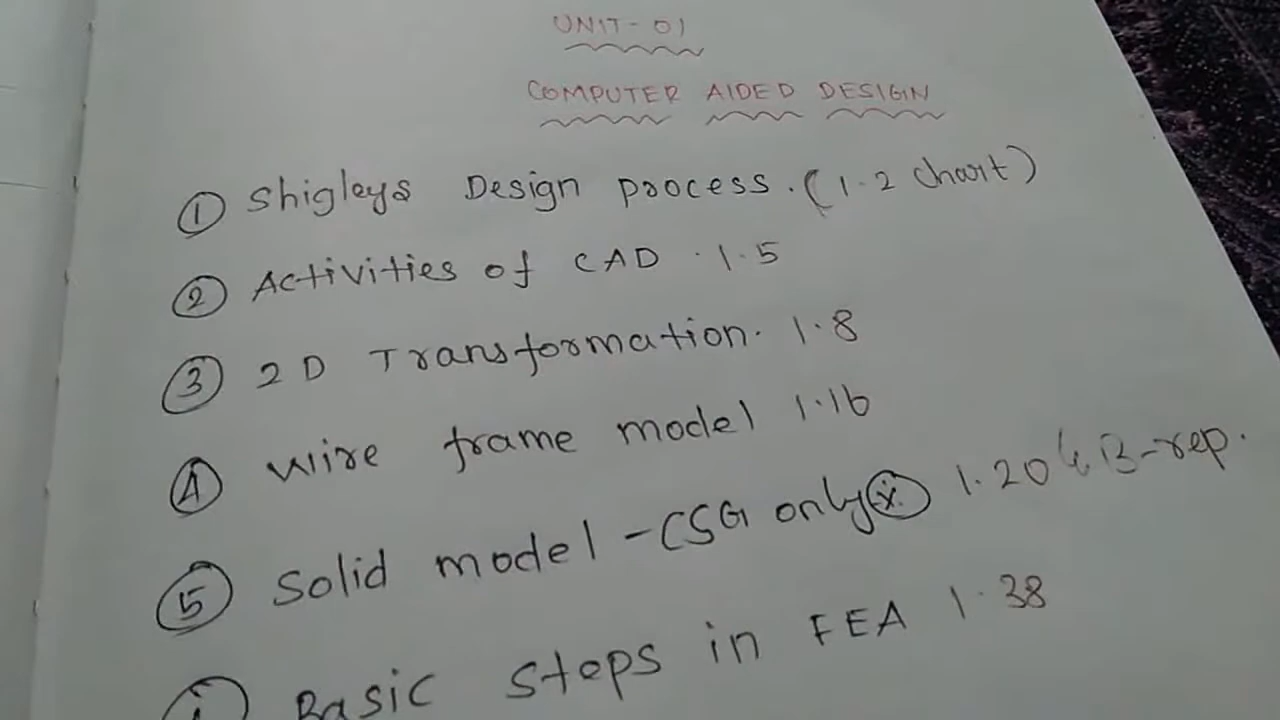 UNIT-01
COMPUTER AIDED DESIGN
① Shigleys Design process. (1.2 chart)
② Activities of CAD . 1.5
③ 2D Transformation. 1.8
④ Wire frame model 1.16
⑤ Solid model - CSG only 1.20 & B-rep.
Basic Steps in FEA 1.38